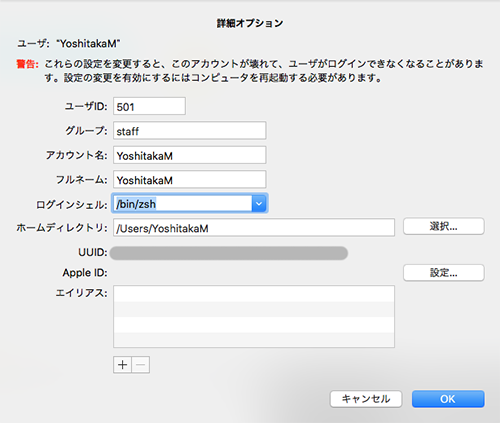 詳細オプション
ユーザ: "YoshitakaM"
警告: これらの設定を変更すると、このアカウントが壊れて、ユーザがログインできなくなることがありま
す。設定の変更を有効にするにはコンピュータを再起動する必要があります。
ユーザID: 501
グループ: staff
アカウント名: YoshitakaM
フルネーム: YoshitakaM
ログインシェル: /bin/zsh
ホームディレクトリ: /Users/YoshitakaM 選択...
UUID:
Apple ID: 設定...
エイリアス:
+ −
キャンセル OK